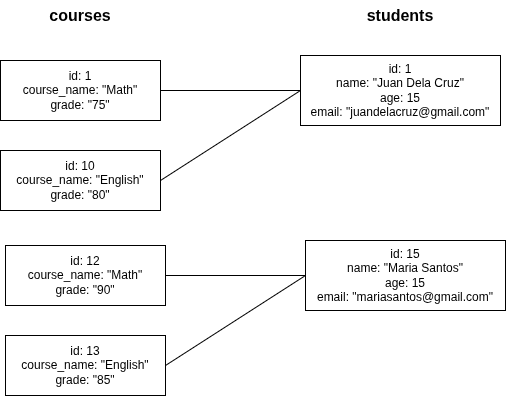 courses
students
id: 1
course_name: "Math"
grade: "75"
id: 1
name: "Juan Dela Cruz"
age: 15
email: "juandelacruz@gmail.com"
id: 10
course_name: "English"
grade: "80"
id: 12
course_name: "Math"
grade: "90"
id: 15
name: "Maria Santos"
age: 15
email: "mariasantos@gmail.com"
id: 13
course_name: "English"
grade: "85"